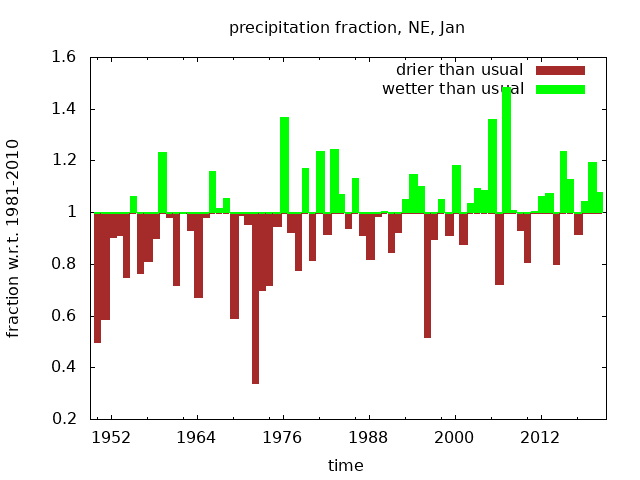 precipitation fraction, NE, Jan
drier than usual
wetter than usual
fraction w.r.t. 1981-2010
1.6
1.4
1.2
1
0.8
0.6
0.4
0.2
1952 1964 1976 1988 2000 2012
time